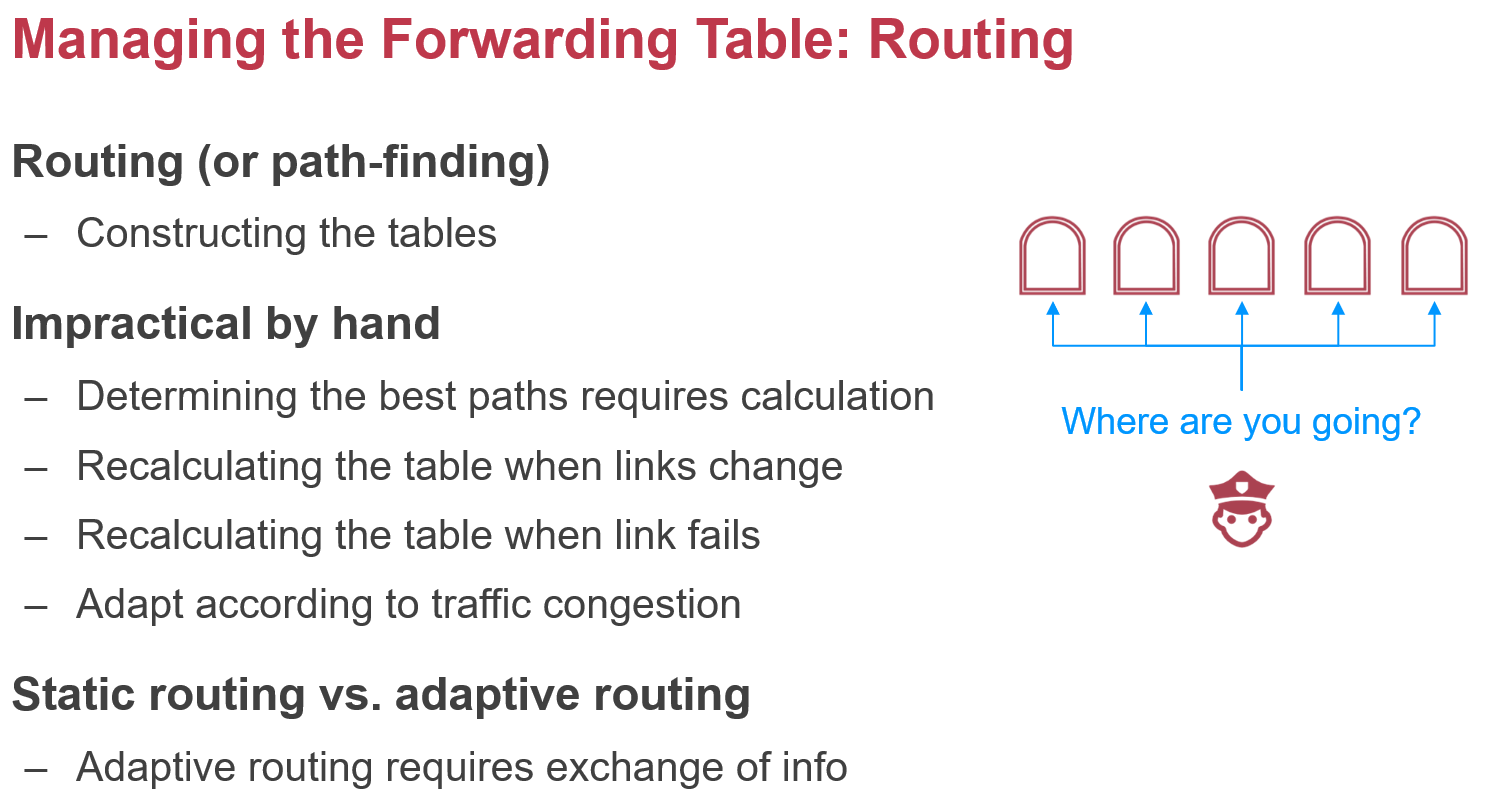 Managing the Forwarding Table: Routing
Routing (or path-finding)
– Constructing the tables
Impractical by hand
– Determining the best paths requires calculation
– Recalculating the table when links change
– Recalculating the table when link fails
– Adapt according to traffic congestion
Static routing vs. adaptive routing
– Adaptive routing requires exchange of info
Where are you going?